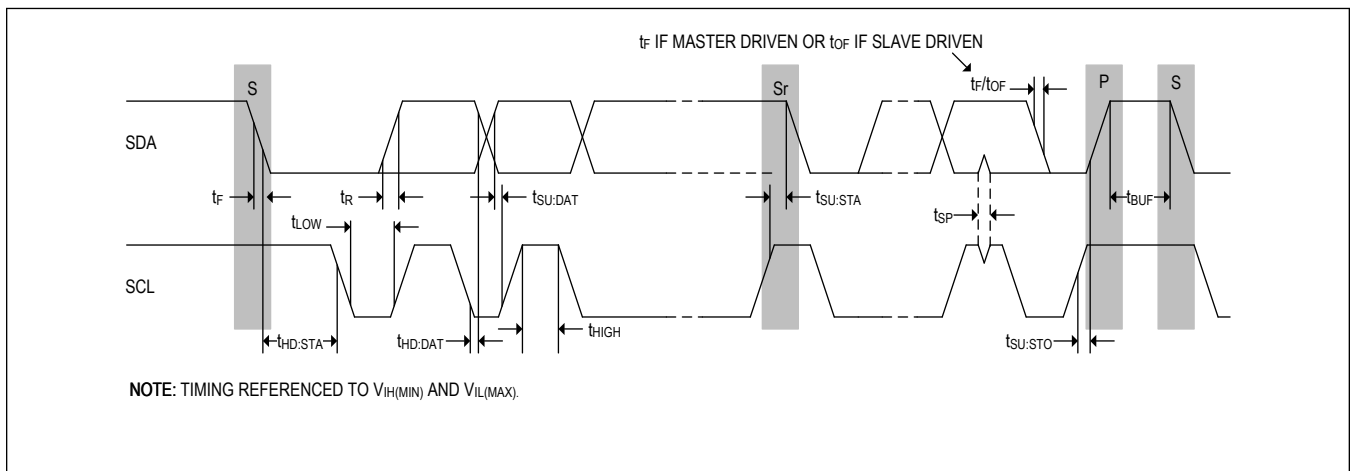 tF IF MASTER DRIVEN OR tOF IF SLAVE DRIVEN
S
Sr
tF/tOF
P
S
SDA
tF
tR
tSU:DAT
tSU:STA
tSP
tBUF
tLOW
SCL
tHD:STA
tHD:DAT
tHIGH
tSU:STO
NOTE: TIMING REFERENCED TO VIH(MIN) AND VIL(MAX).